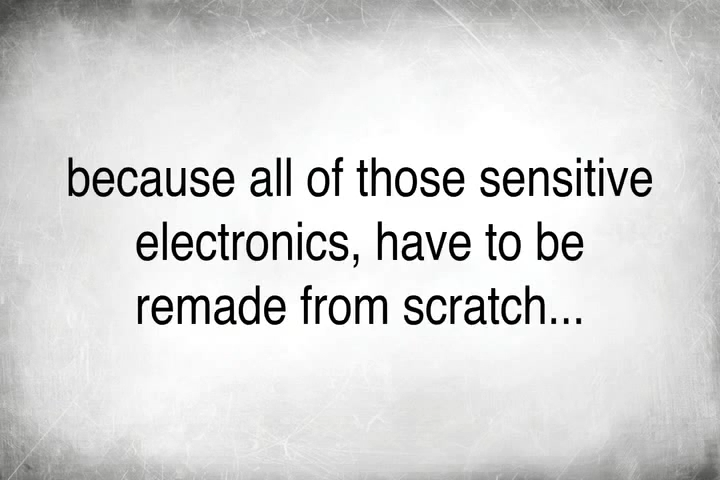 because all of those sensitive
electronics, have to be
remade from scratch...